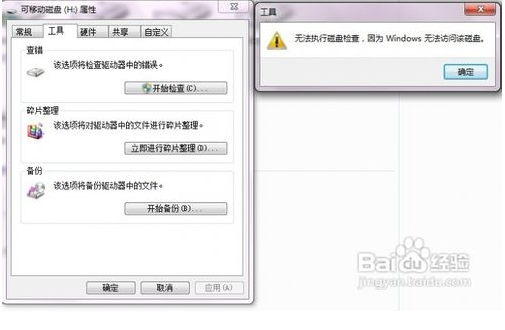 可移动磁盘 (H:) 属性
常规 工具 硬件 共享 自定义
查错
该选项将检查驱动器中的错误。
开始检查(C)...
碎片整理
该选项将对驱动器中的文件进行碎片整理。
立即进行碎片整理(D)...
备份
该选项将备份驱动器中的文件。
开始备份(B)...
确定 取消 应用(A)
工具
无法执行磁盘检查，因为 Windows 无法访问该磁盘。
确定
Baidu 经验
jingyan.baidu.com